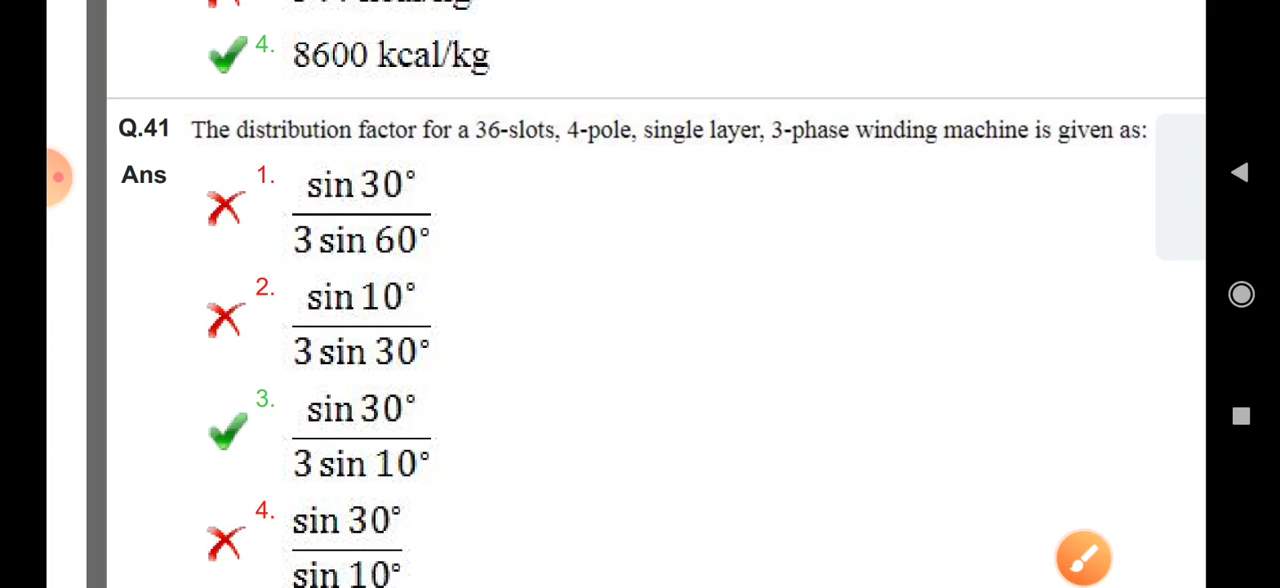 4. 8600 kcal/kg
Q.41 The distribution factor for a 36-slots, 4-pole, single layer, 3-phase winding machine is given as:
Ans
1. sin 30°
3 sin 60°
2. sin 10°
3 sin 30°
3. sin 30°
3 sin 10°
4. sin 30°
sin 10°